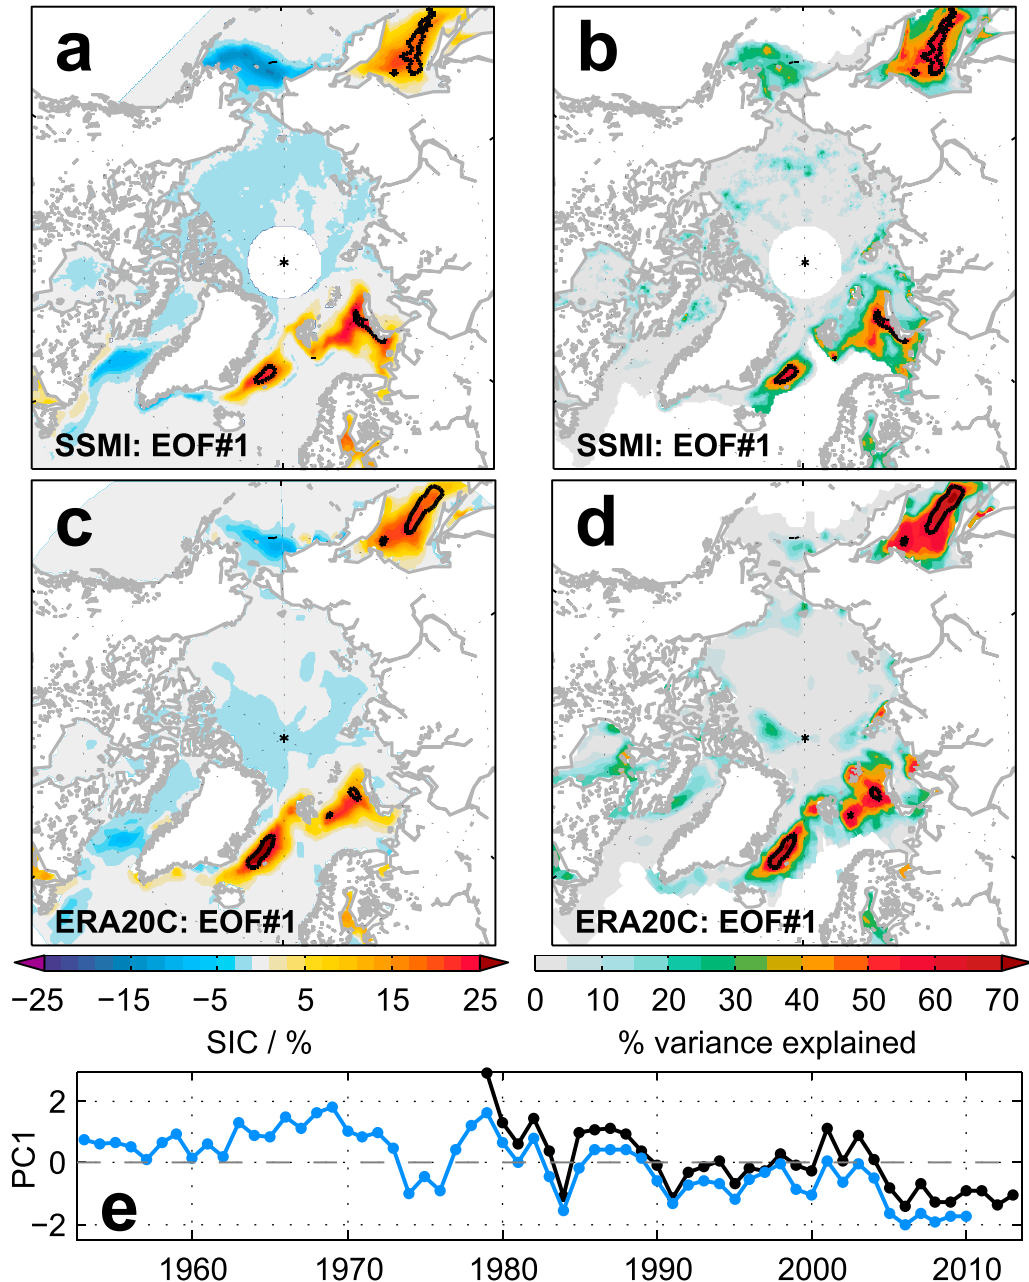 a
b
SSMI: EOF#1
SSMI: EOF#1
c
d
ERA20C: EOF#1
ERA20C: EOF#1
−25 −15 −5 5 15 25
0 10 20 30 40 50 60 70
SIC / %
% variance explained
2
0
−2
PC1
e
1960 1970 1980 1990 2000 2010